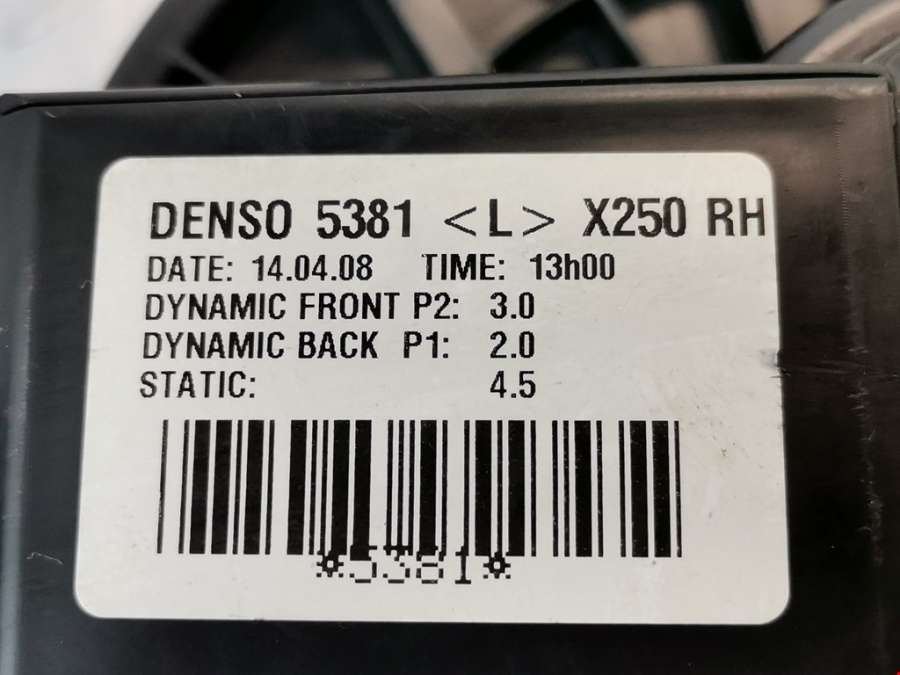 DENSO 5381 <L> X250 RH
DATE: 14.04.08 TIME: 13h00
DYNAMIC FRONT P2: 3.0
DYNAMIC BACK P1: 2.0
STATIC: 4.5
*5381*